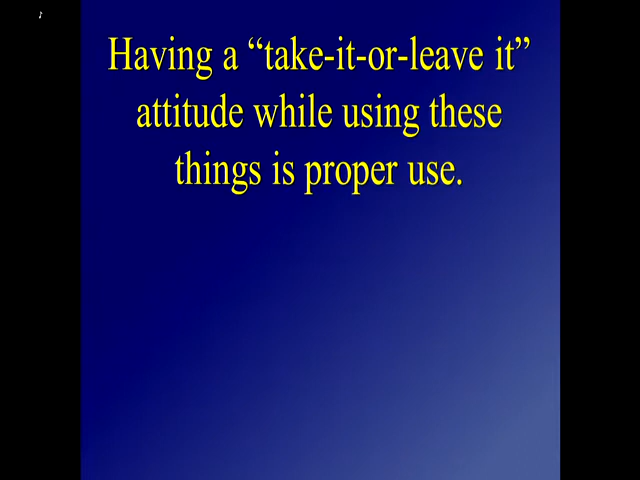 Having a “take-it-or-leave it”
attitude while using these
things is proper use.